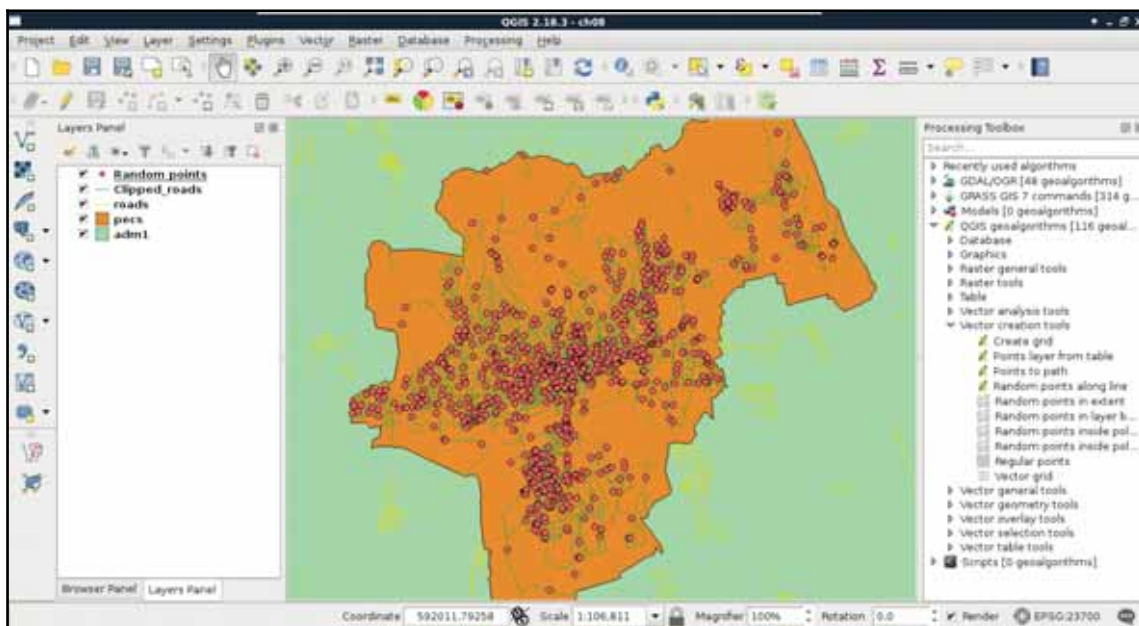 QGIS 2.18.3 - ch08
Project Edit View Layer Settings Plugins Vector Raster Database Processing Help
Layers Panel
Random_points
Clipped_roads
roads
pecs
adm1
Browser Panel Layers Panel
Processing Toolbox
Search...
Recently used algorithms
GDAL/OGR [48 geoalgorithms]
GRASS GIS 7 commands [314 g...
Models [0 geoalgorithms]
QGIS geoalgorithms [116 geoal...
Database
Graphics
Raster general tools
Raster tools
Table
Vector analysis tools
Vector creation tools
Create grid
Points layer from table
Points to path
Random points along line
Random points in extent
Random points in layer b...
Random points inside pol...
Random points inside pol...
Regular points
Vector grid
Vector general tools
Vector geometry tools
Vector overlay tools
Vector selection tools
Vector table tools
Scripts [0 geoalgorithms]
Coordinate 592011,79258 Scale 1:106,811 Magnifier 100% Rotation 0.0 Render EPSG:23700